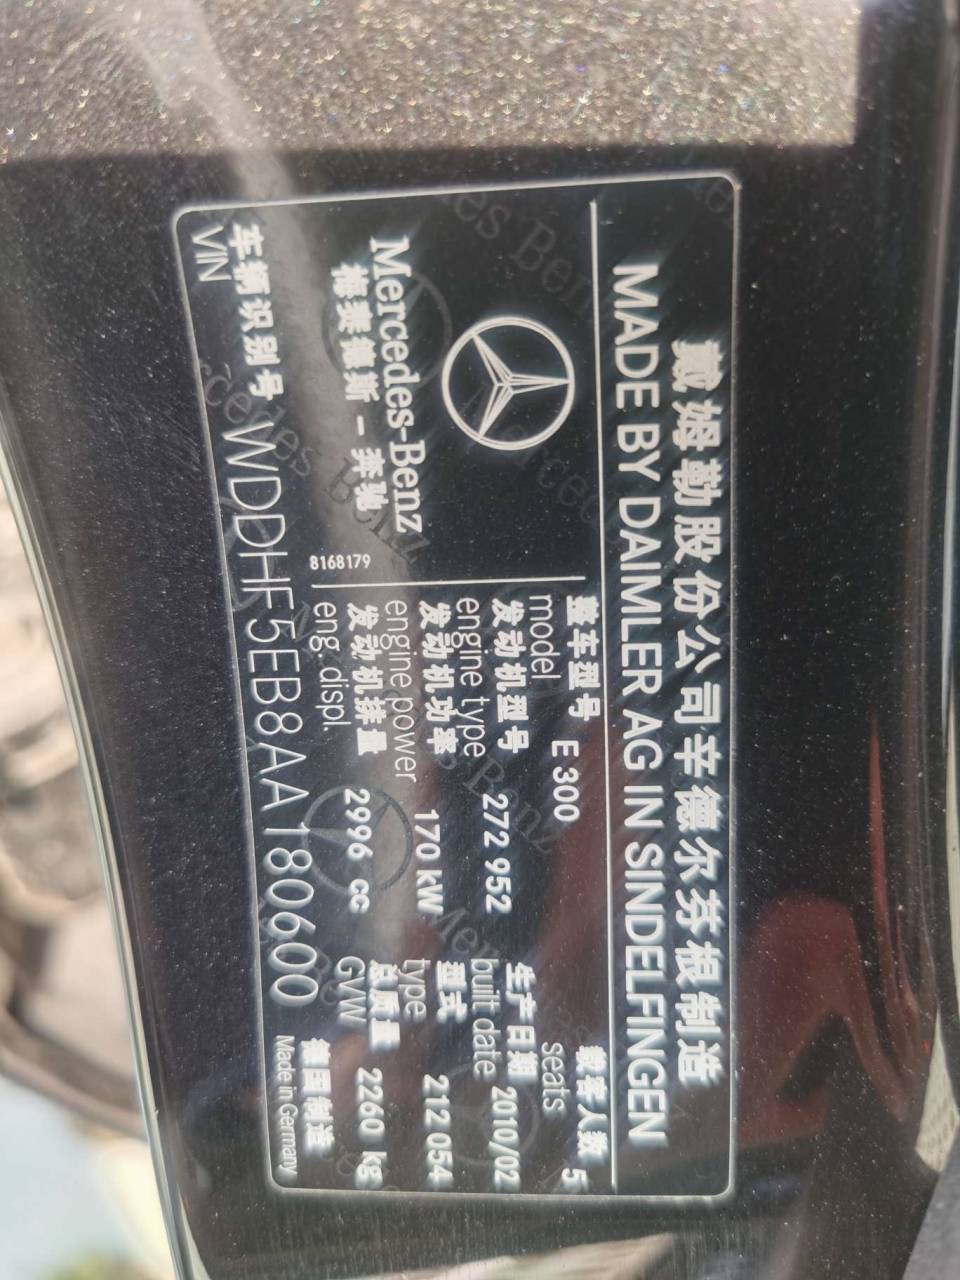 戴姆勒股份公司辛德尔芬根制造
MADE BY DAIMLER AG IN SINDELFINGEN
Mercedes-Benz
梅赛德斯－奔驰
8168179
整车型号 E 300
model
载客人数 5
seats
发动机型号 272 952
engine type
生产日期 2010/02
built date
发动机功率 170 kW
engine power
型式 212 054
type
发动机排量 2996 cc
eng. displ.
总质量 2260 kg
GVW
车辆识别号 WDDHF5EB8AA180600
VIN
德国制造
Made in Germany